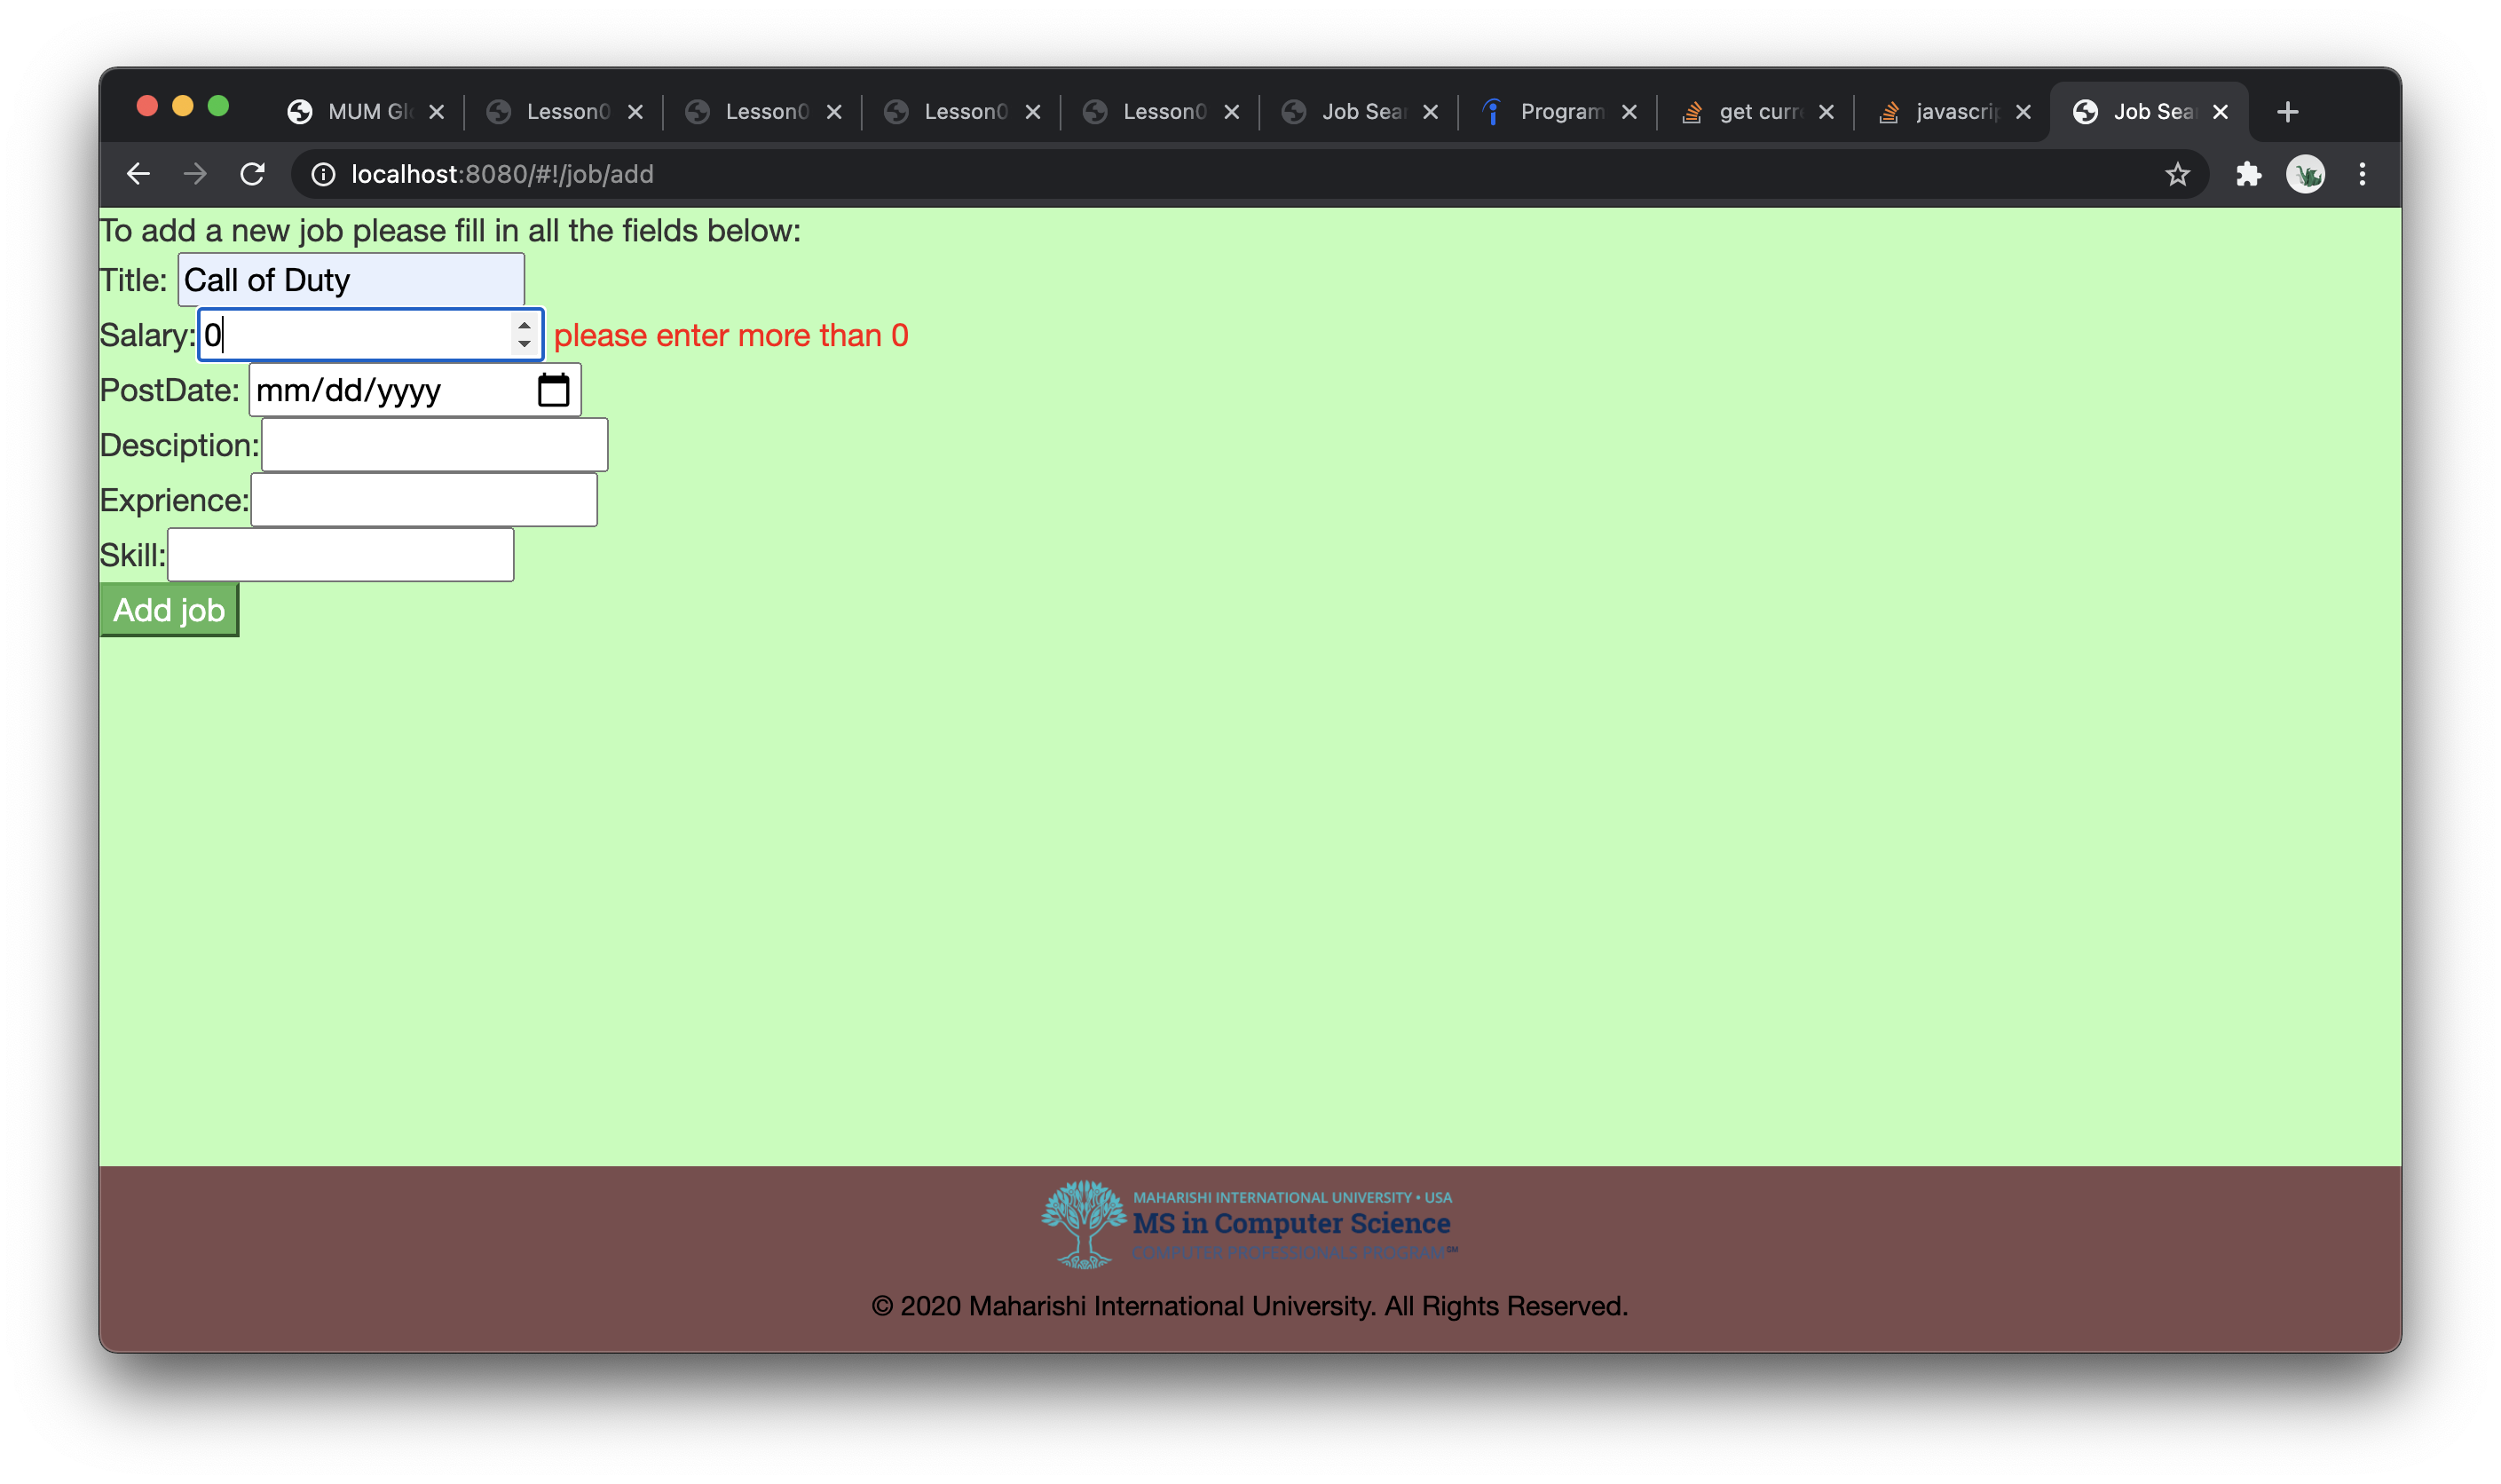 MUM Gl
Lesson0
Lesson0
Lesson0
Lesson0
Job Sea
Program
get curr
javascrip
Job Sea
localhost:8080/#!/job/add
To add a new job please fill in all the fields below:
Title: Call of Duty
Salary: 0 please enter more than 0
PostDate: mm/dd/yyyy
Desciption:
Exprience:
Skill:
Add job
MAHARISHI INTERNATIONAL UNIVERSITY • USA
MS in Computer Science
COMPUTER PROFESSIONALS PROGRAM℠
© 2020 Maharishi International University. All Rights Reserved.